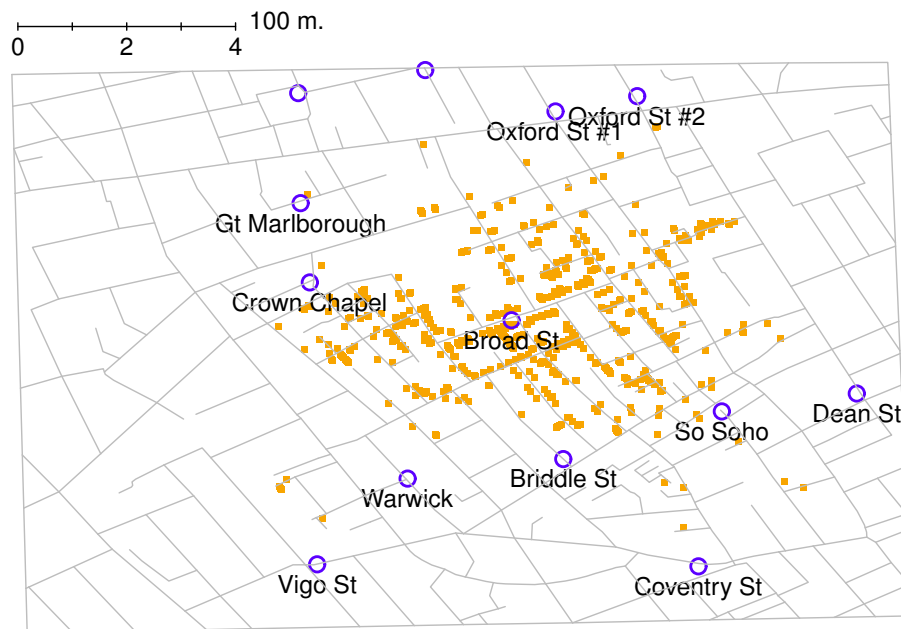 100 m.
0 2 4
Oxford St #2
Oxford St #1
Gt Marlborough
Crown Chapel
Broad St
Dean St
So Soho
Briddle St
Warwick
Vigo St
Coventry St